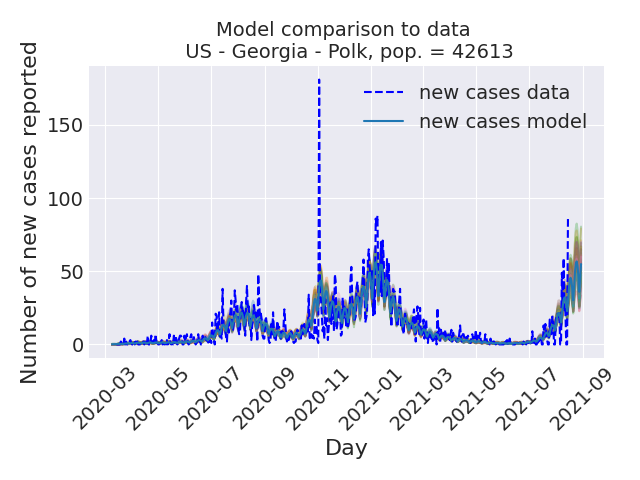 Model comparison to data
US - Georgia - Polk, pop. = 42613
Number of new cases reported
150
100
50
0
new cases data
new cases model
2020-03
2020-05
2020-07
2020-09
2020-11
2021-01
2021-03
2021-05
2021-07
2021-09
Day